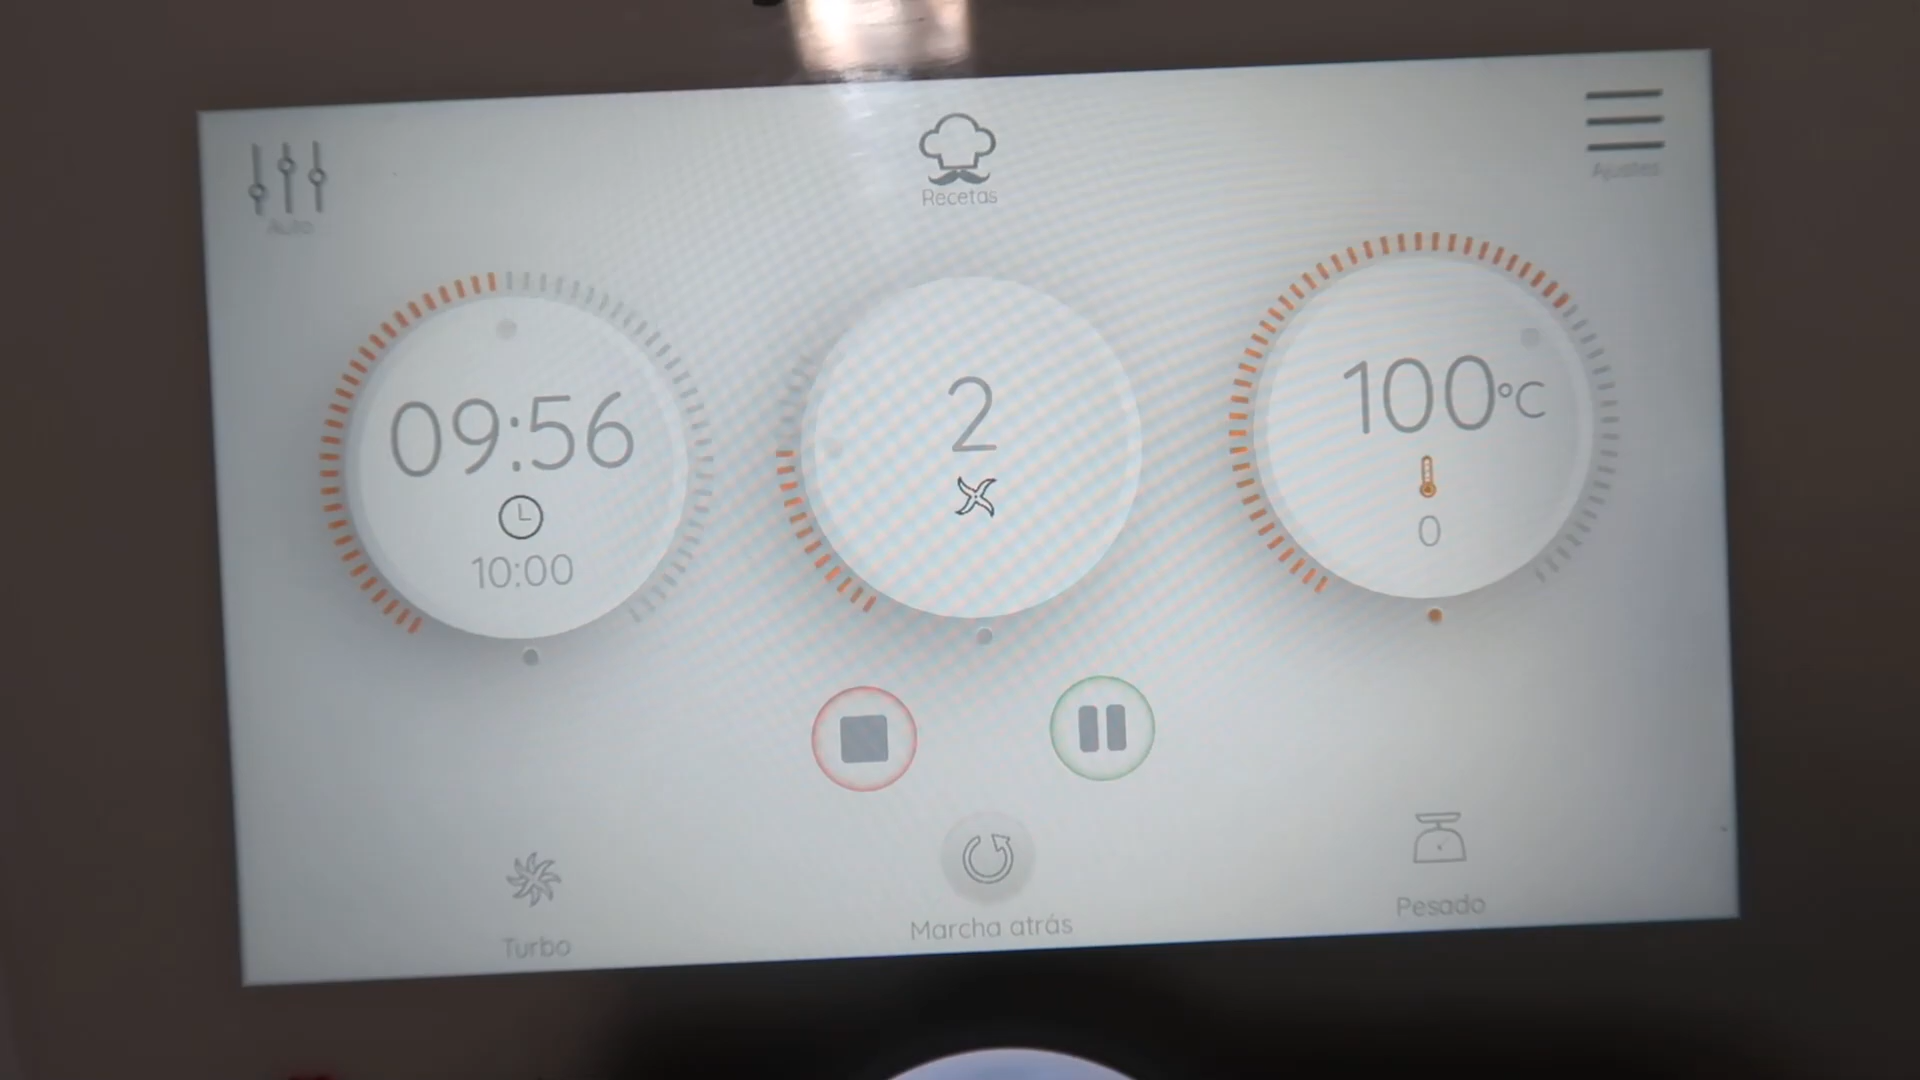 Recetas
Ajustes
Auto
09:56
10:00
2
100°C
0
Turbo
Marcha atrás
Pesado